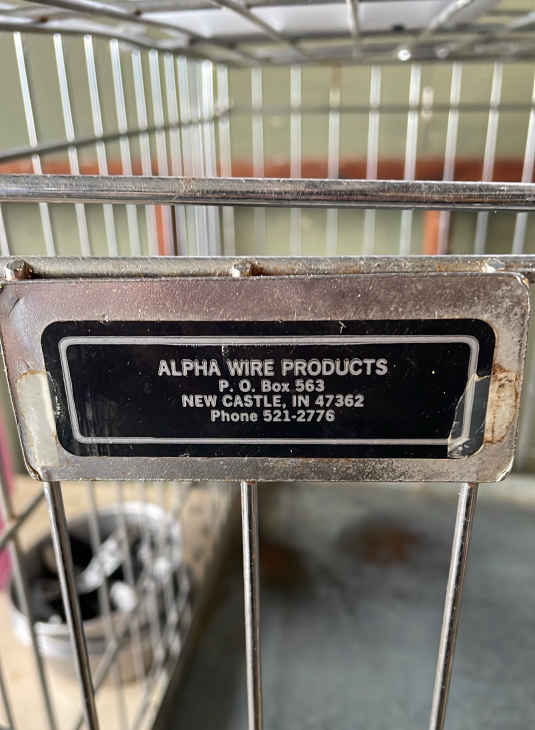 ALPHA WIRE PRODUCTS
P. O. Box 563
NEW CASTLE, IN 47362
Phone 521-2776